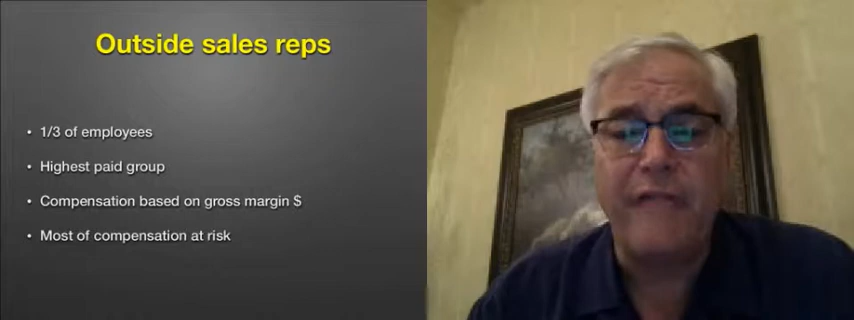 Outside sales reps
• 1/3 of employees
• Highest paid group
• Compensation based on gross margin $
• Most of compensation at risk